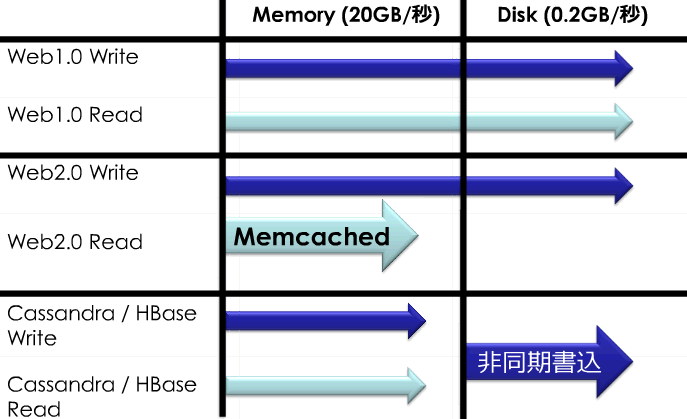 Memory (20GB/秒) Disk (0.2GB/秒)
Web1.0 Write
Web1.0 Read
Web2.0 Write
Web2.0 Read Memcached
Cassandra / HBase
Write
非同期書込
Cassandra / HBase
Read